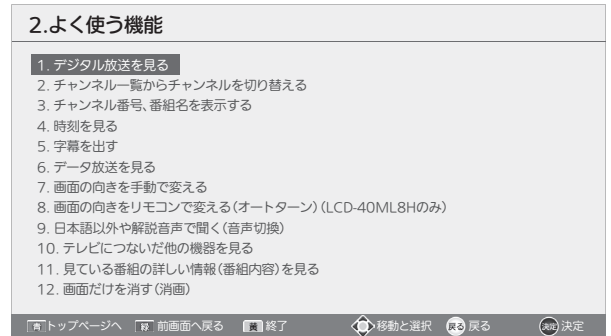 2.よく使う機能
1. デジタル放送を見る
2. チャンネル一覧からチャンネルを切り替える
3. チャンネル番号、番組名を表示する
4. 時刻を見る
5. 字幕を出す
6. データ放送を見る
7. 画面の向きを手動で変える
8. 画面の向きをリモコンで変える(オートターン)(LCD-40ML8Hのみ)
9. 日本語以外や解説音声で聞く(音声切換)
10. テレビにつないだ他の機器を見る
11. 見ている番組の詳しい情報(番組内容)を見る
12. 画面だけを消す(消画)
青 トップページへ 緑 前画面へ戻る 黄 終了 移動と選択 戻る 戻る 決定 決定